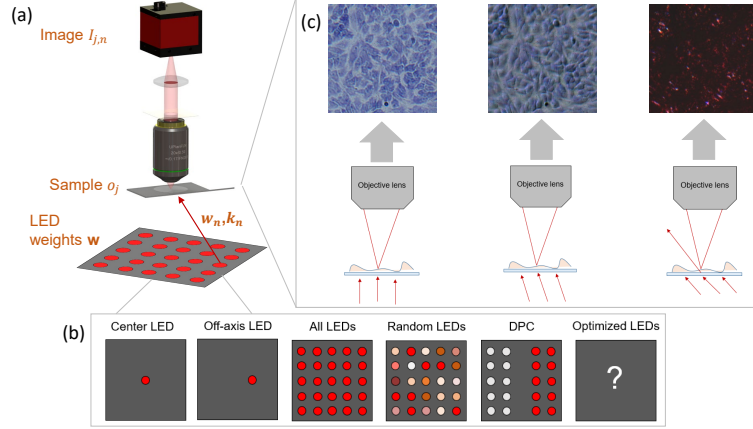 (a)
Image I_{j,n}
Sample o_j
w_n,k_n
LED
weights w
(c)
Objective lens
Objective lens
Objective lens
(b)
Center LED
Off-axis LED
All LEDs
Random LEDs
DPC
Optimized LEDs
?